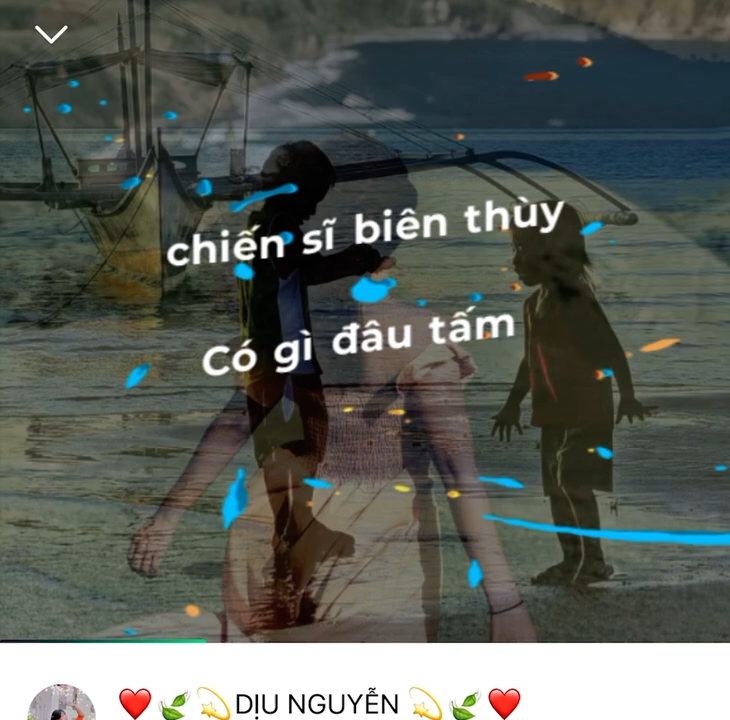 chiến sĩ biên thùy
Có gì đâu tấm
❤️🌿💫DỊU NGUYỄN 💫🌿❤️